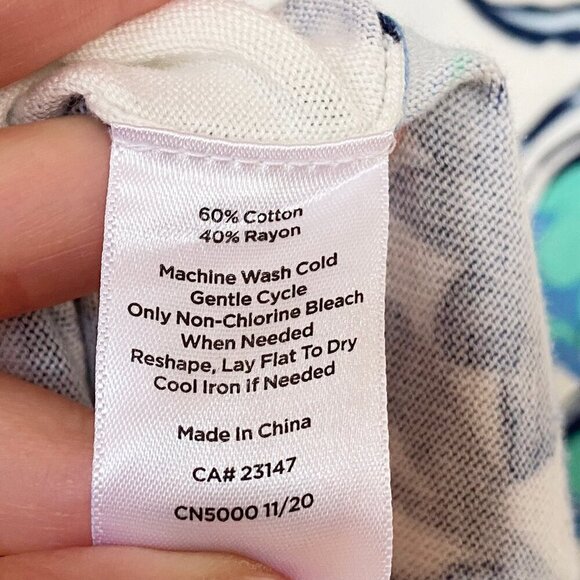 60% Cotton
40% Rayon
Machine Wash Cold
Gentle Cycle
Only Non-Chlorine Bleach
When Needed
Reshape, Lay Flat To Dry
Cool Iron if Needed
Made In China
CA# 23147
CN5000 11/20